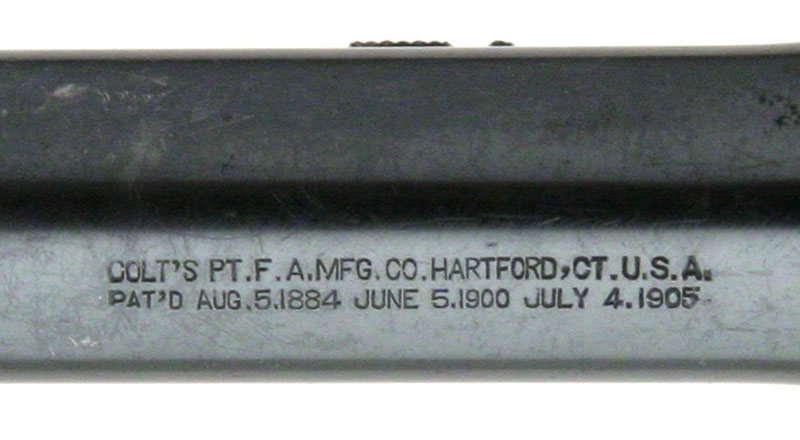 COLT'S PT.F.A.MFG.CO.HARTFORD,CT.U.S.A.
PAT'D AUG.5.1884 JUNE 5.1900 JULY 4.1905